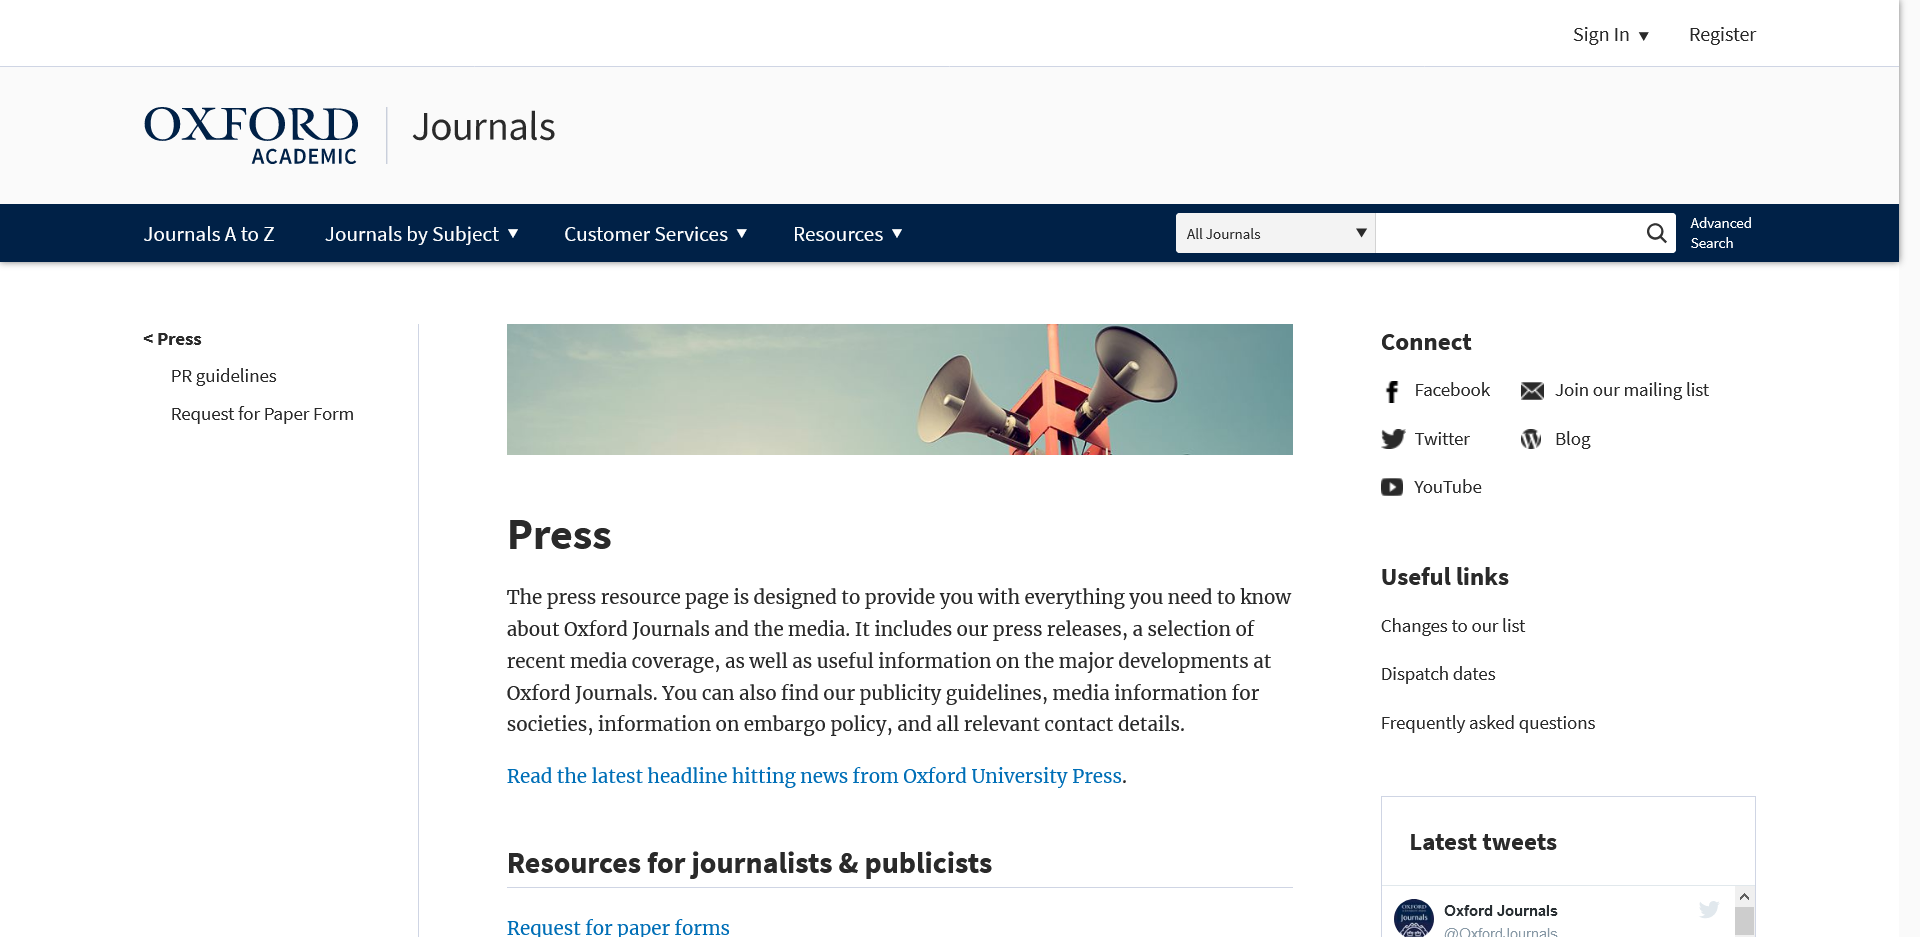 Sign In ▼ Register
OXFORD
ACADEMIC
Journals
Journals A to Z Journals by Subject ▼ Customer Services ▼ Resources ▼
All Journals ▼
Advanced
Search
< Press
PR guidelines
Request for Paper Form
Press
The press resource page is designed to provide you with everything you need to know
about Oxford Journals and the media. It includes our press releases, a selection of
recent media coverage, as well as useful information on the major developments at
Oxford Journals. You can also find our publicity guidelines, media information for
societies, information on embargo policy, and all relevant contact details.
Read the latest headline hitting news from Oxford University Press.
Resources for journalists & publicists
Request for paper forms
Connect
Facebook Join our mailing list
Twitter Blog
YouTube
Useful links
Changes to our list
Dispatch dates
Frequently asked questions
Latest tweets
OXFORD
Journals
Oxford Journals
@OxfordJournals